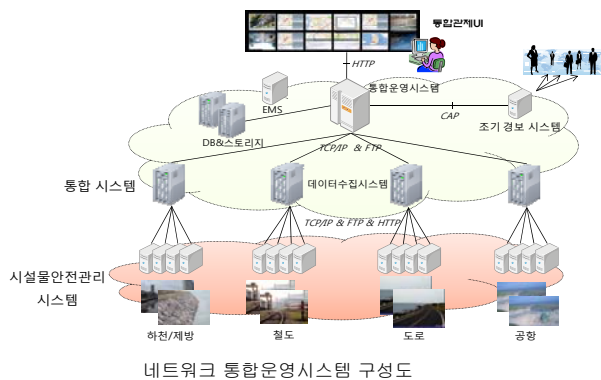 통합관제UI
HTTP
통합운영시스템
EMS
CAP
DB&스토리지
조기 경보 시스템
TCP/IP & FTP
통합 시스템
데이터수집시스템
TCP/IP & FTP & HTTP
시설물안전관리
시스템
하천/제방
철도
도로
공항
네트워크 통합운영시스템 구성도